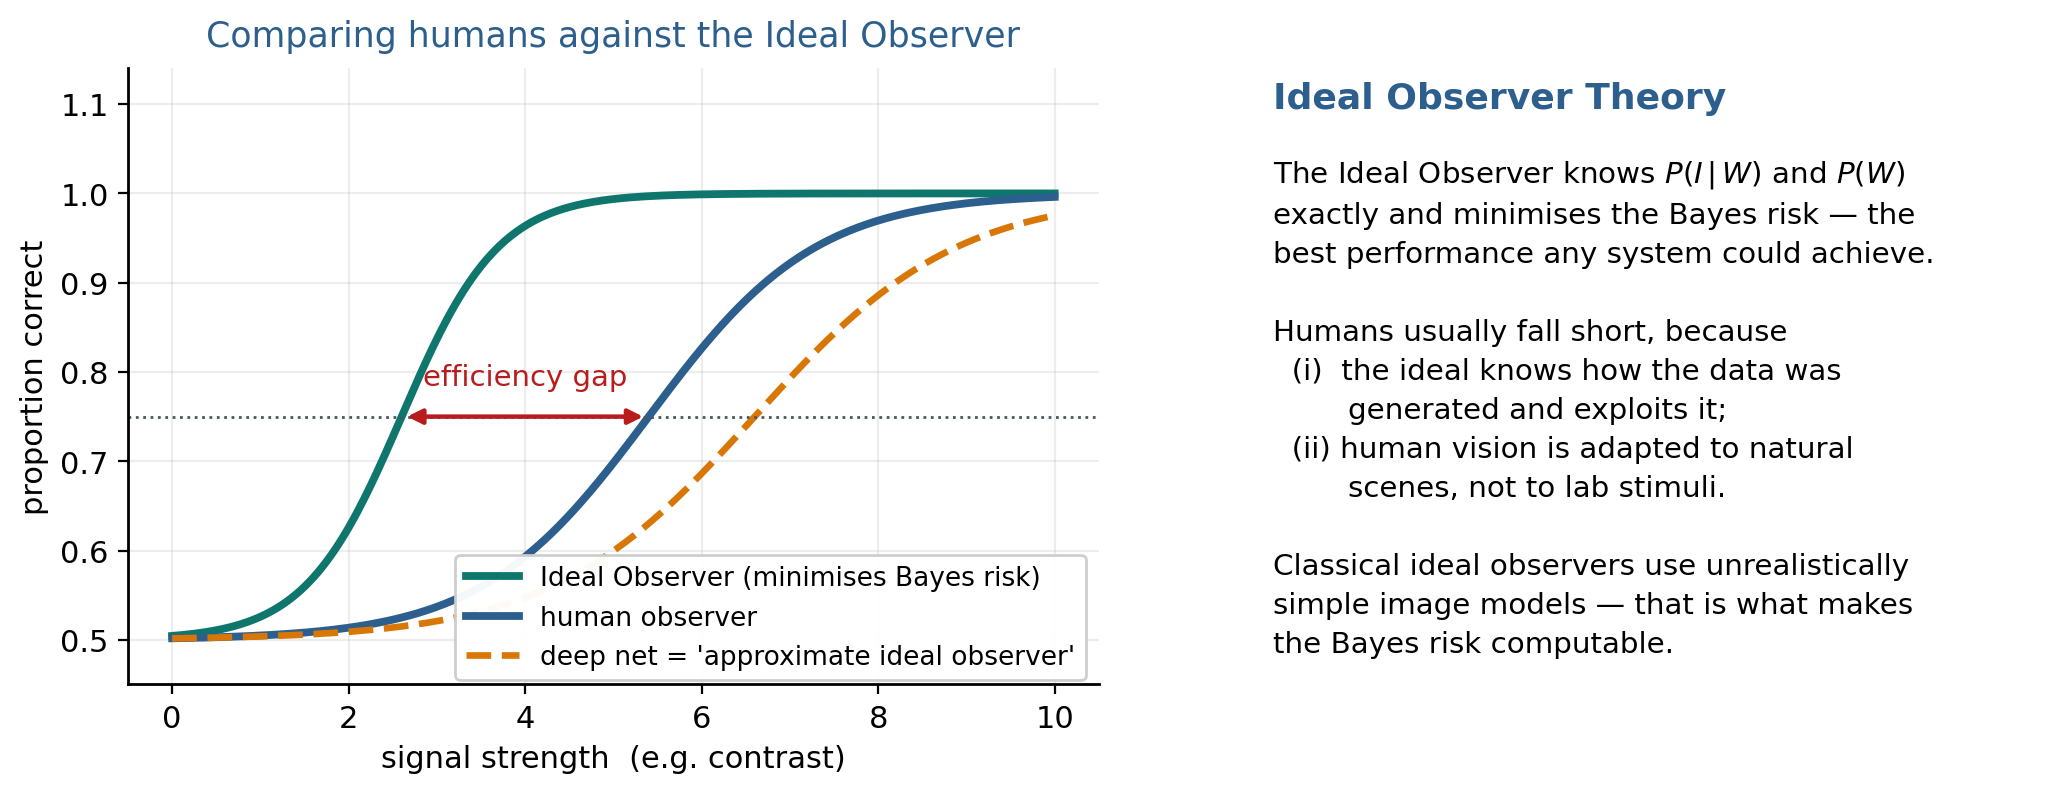 Comparing humans against the Ideal Observer
proportion correct
1.1
1.0
0.9
0.8
0.7
0.6
0.5
efficiency gap
Ideal Observer (minimises Bayes risk)
human observer
deep net = 'approximate ideal observer'
0 2 4 6 8 10
signal strength (e.g. contrast)
Ideal Observer Theory
The Ideal Observer knows P(I | W) and P(W)
exactly and minimises the Bayes risk — the
best performance any system could achieve.
Humans usually fall short, because
(i) the ideal knows how the data was
generated and exploits it;
(ii) human vision is adapted to natural
scenes, not to lab stimuli.
Classical ideal observers use unrealistically
simple image models — that is what makes
the Bayes risk computable.